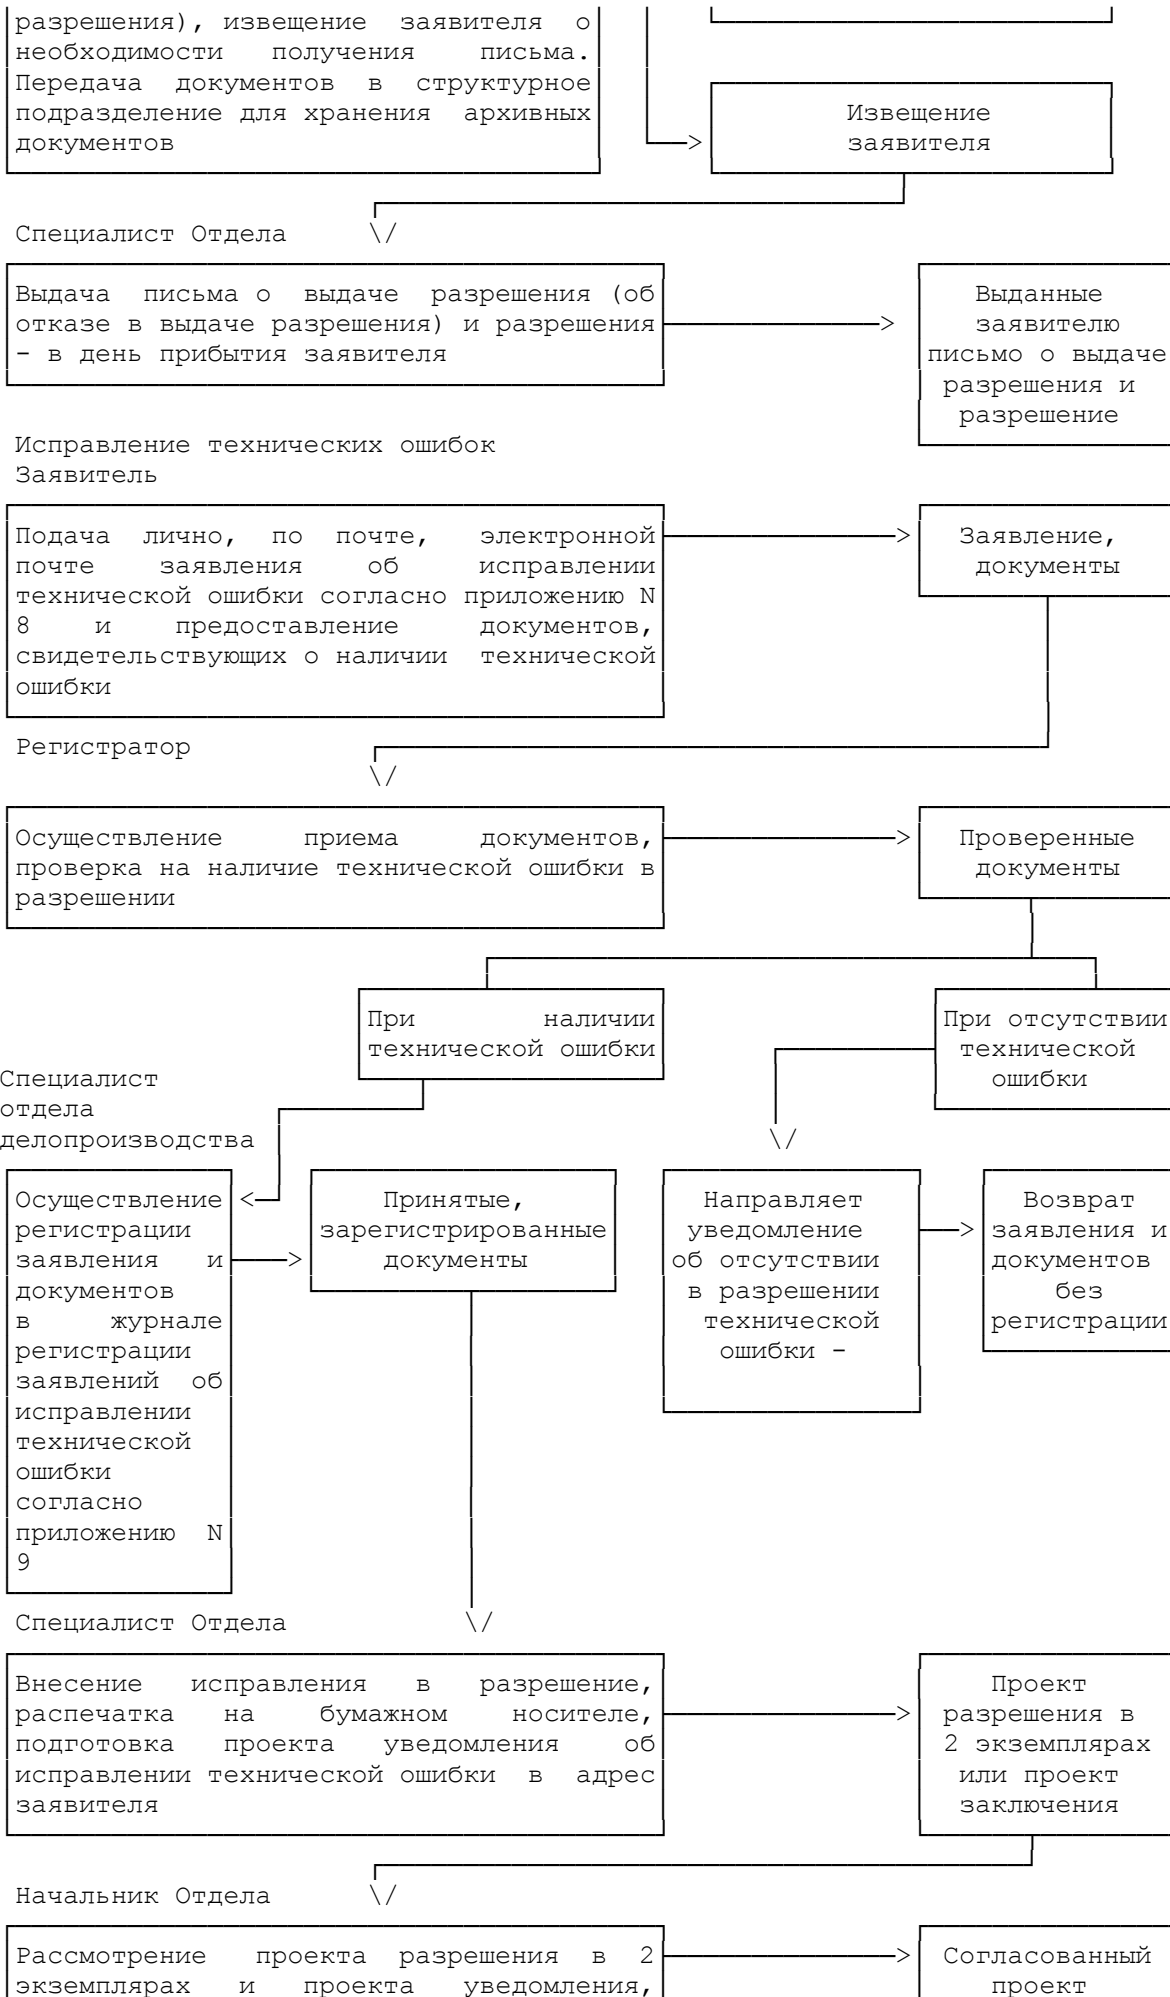 разрешения), извещение заявителя о
необходимости получения письма.
Передача документов в структурное
подразделение для хранения архивных
документов
Извещение
заявителя
Специалист Отдела
Выдача письма о выдаче разрешения (об
отказе в выдаче разрешения) и разрешения
- в день прибытия заявителя
Выданные
заявителю
письмо о выдаче
разрешения и
разрешение
Исправление технических ошибок
Заявитель
Подача лично, по почте, электронной
почте заявления об исправлении
технической ошибки согласно приложению N
8 и предоставление документов,
свидетельствующих о наличии технической
ошибки
Заявление,
документы
Регистратор
Осуществление приема документов,
проверка на наличие технической ошибки в
разрешении
Проверенные
документы
При наличии
технической ошибки
При отсутствии
технической
ошибки
Специалист
отдела
делопроизводства
Осуществление
регистрации
заявления и
документов
в журнале
регистрации
заявлений об
исправлении
технической
ошибки
согласно
приложению N
9
Принятые,
зарегистрированные
документы
Направляет
уведомление
об отсутствии
в разрешении
технической
ошибки -
Возврат
заявления и
документов
без
регистрации
Специалист Отдела
Внесение исправления в разрешение,
распечатка на бумажном носителе,
подготовка проекта уведомления об
исправлении технической ошибки в адрес
заявителя
Проект
разрешения в
2 экземплярах
или проект
заключения
Начальник Отдела
Рассмотрение проекта разрешения в 2
экземплярах и проекта уведомления,
Согласованный
проект